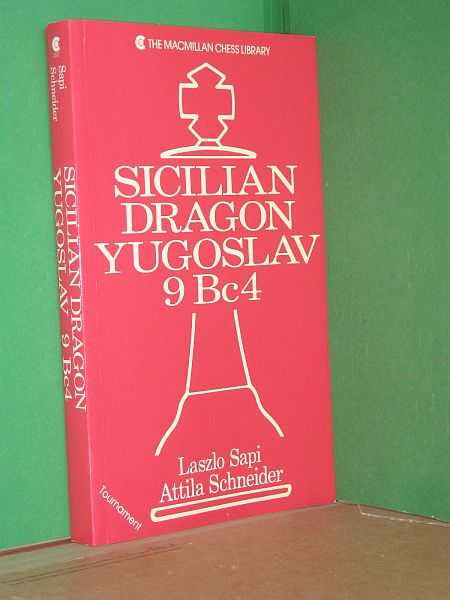 THE MACMILLAN CHESS LIBRARY
SICILIAN
DRAGON
YUGOSLAV
9 Bc4
Laszlo Sapi
Attila Schneider
Tournament
Sapi
Schneider
SICILIAN DRAGON
YUGOSLAV 9 Bc4